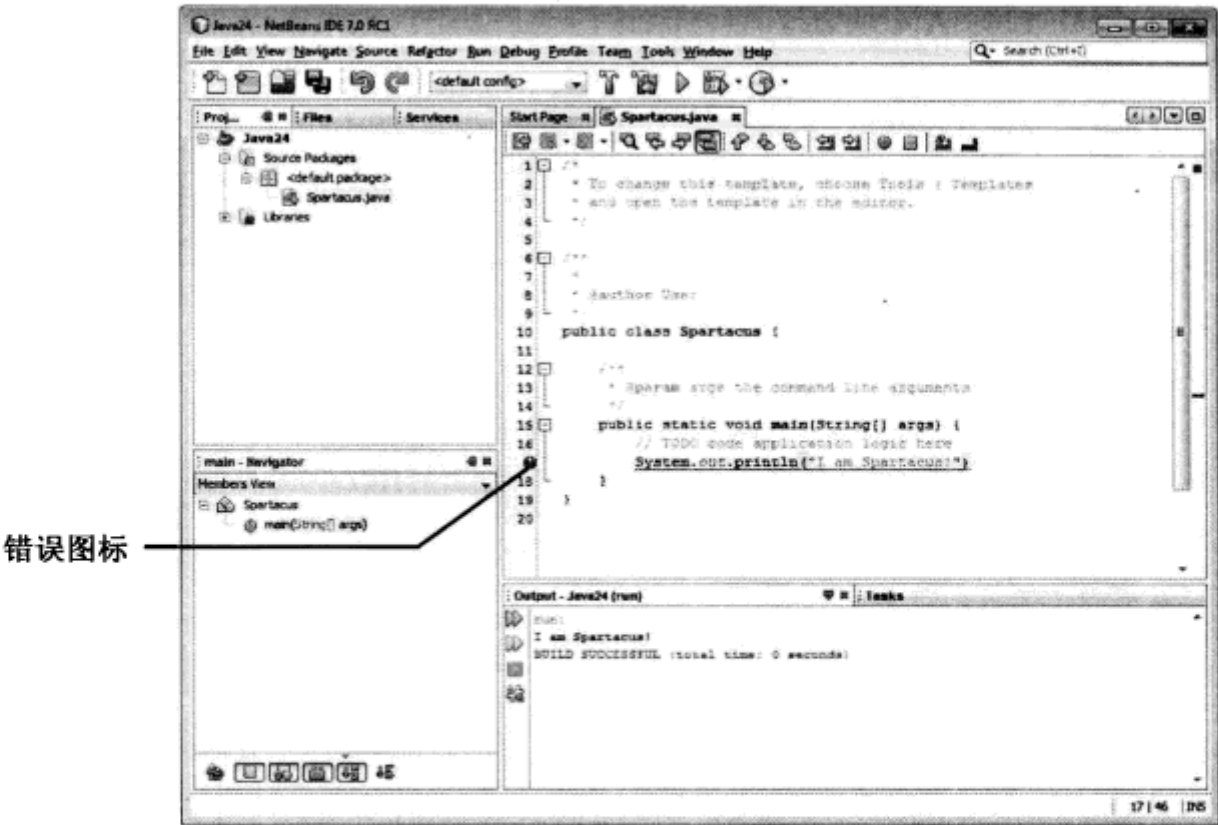 Java24 - NetBeans IDE 7.0 RC1
File Edit View Navigate Source Refactor Run Debug Profile Team Tools Window Help
Search (Ctrl+I)
<default config>
Proj... Files Services
Java24
Source Packages
<default package>
Spartacus.java
Libraries
Start Page Spartacus.java
1 /*
2 * To change this template, choose Tools | Templates
3 * and open the template in the editor.
4 */
5
6 /**
7 *
8 * @author User
9
10 public class Spartacus {
11
12 /**
13 * @param args the command line arguments
14 */
15 public static void main(String[] args) {
16 // TODO code application logic here
System.out.println("I am Spartacus!")
18 }
19 }
20
main - Navigator
Members View
Spartacus
main(String[] args)
错误图标
Output - Java24 (run) Tasks
run:
I am Spartacus!
BUILD SUCCESSFUL (total time: 0 seconds)
17 | 46 INS